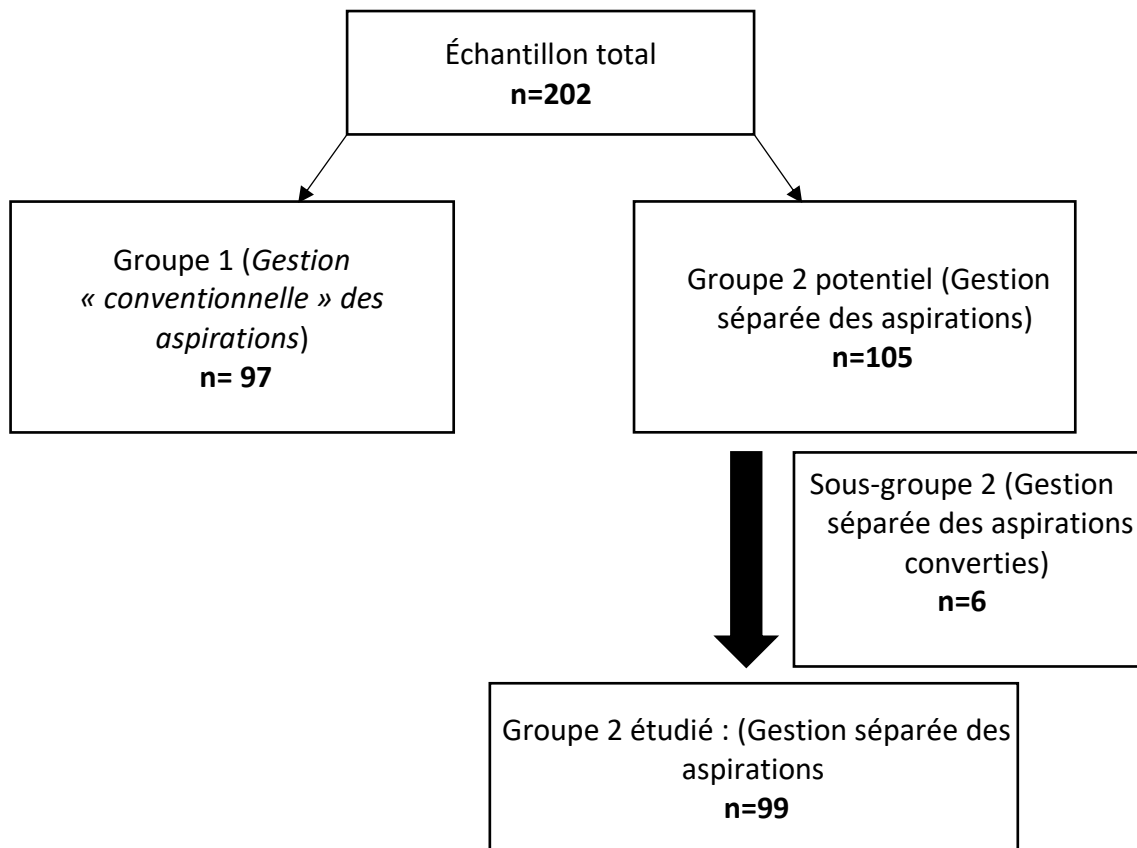 Échantillon total
n=202
Groupe 1 (Gestion
« conventionnelle » des
aspirations)
n= 97
Groupe 2 potentiel (Gestion
séparée des aspirations)
n=105
Sous-groupe 2 (Gestion
séparée des aspirations
converties)
n=6
Groupe 2 étudié : (Gestion séparée des
aspirations
n=99